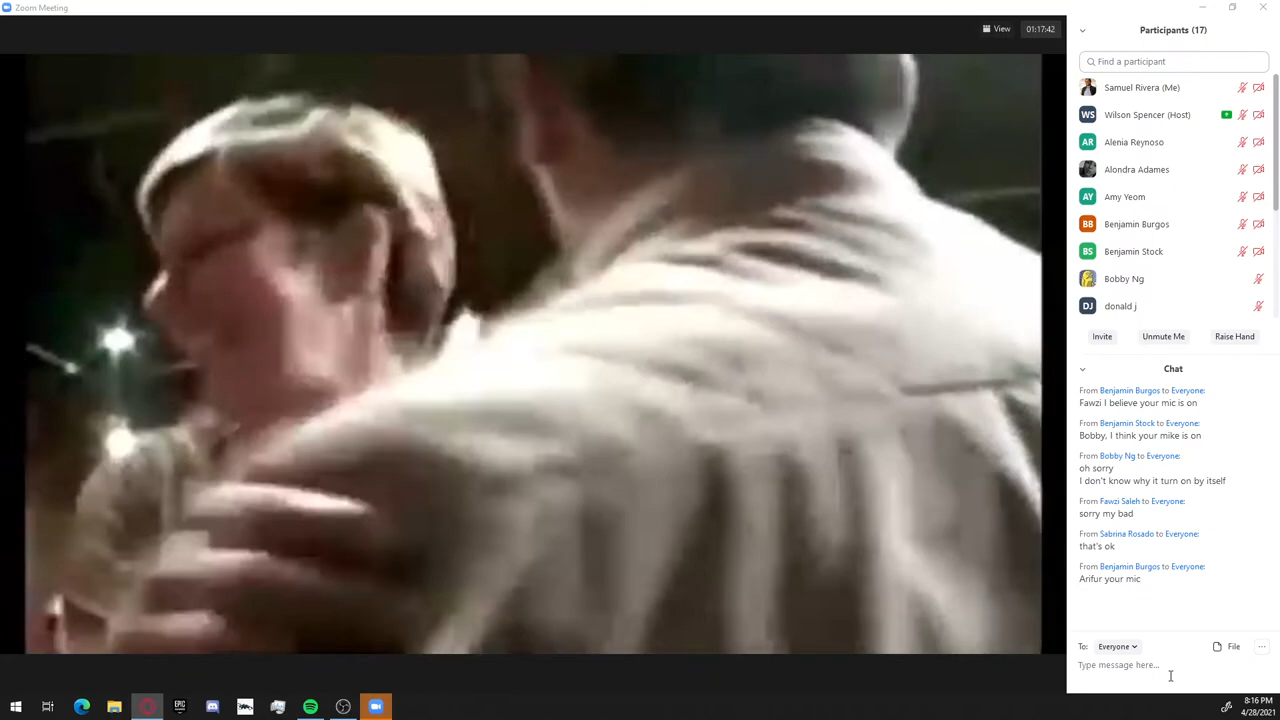 Zoom Meeting
View
01:17:42
Participants (17)
Find a participant
Samuel Rivera (Me)
WS Wilson Spencer (Host)
AR Alenia Reynoso
Alondra Adames
AY Amy Yeom
BB Benjamin Burgos
BS Benjamin Stock
Bobby Ng
DJ donald j
Invite Unmute Me Raise Hand
Chat
From Benjamin Burgos to Everyone:
Fawzi I believe your mic is on
From Benjamin Stock to Everyone:
Bobby, I think your mike is on
From Bobby Ng to Everyone:
oh sorry
I don't know why it turn on by itself
From Fawzi Saleh to Everyone:
sorry my bad
From Sabrina Rosado to Everyone:
that's ok
From Benjamin Burgos to Everyone:
Arifur your mic
To: Everyone File
Type message here...
EPIC
8:16 PM
4/28/2021